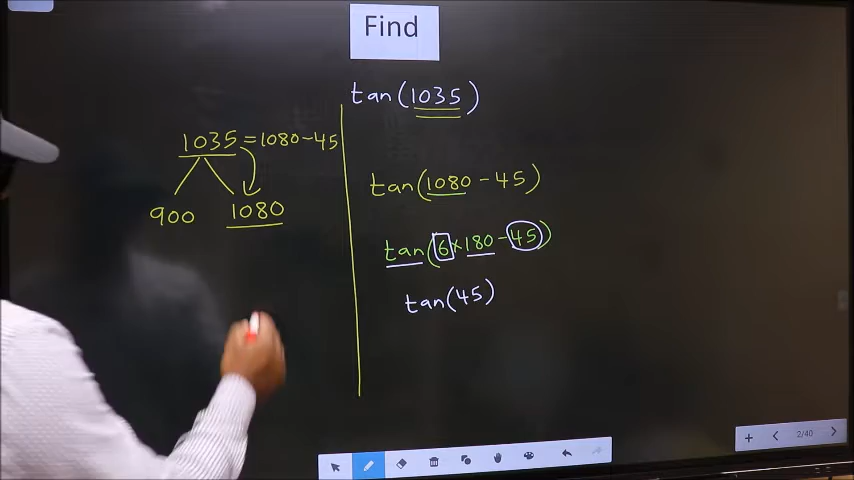 Find
tan(1035)
1035 = 1080 - 45
900 1080
tan(1080 - 45)
tan(6 × 180 - 45)
tan(45)
2/40